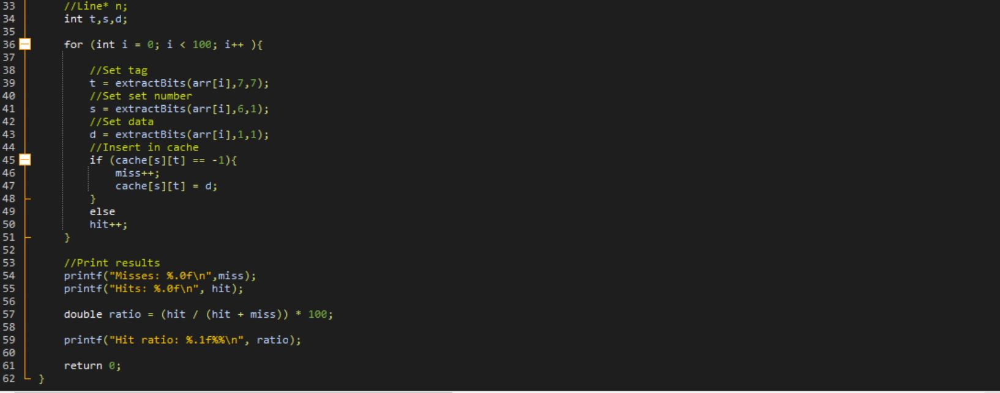 33 //Line* n;
34 int t,s,d;
35
36 for (int i = 0; i < 100; i++ ){
37
38 //Set tag
39 t = extractBits(arr[i],7,7);
40 //Set set number
41 s = extractBits(arr[i],6,1);
42 //Set data
43 d = extractBits(arr[i],1,1);
44 //Insert in cache
45 if (cache[s][t] == -1){
46 miss++;
47 cache[s][t] = d;
48 }
49 else
50 hit++;
51 }
52
53 //Print results
54 printf("Misses: %.0f\n",miss);
55 printf("Hits: %.0f\n", hit);
56
57 double ratio = (hit / (hit + miss)) * 100;
58
59 printf("Hit ratio: %.1f%%\n", ratio);
60
61 return 0;
62 }